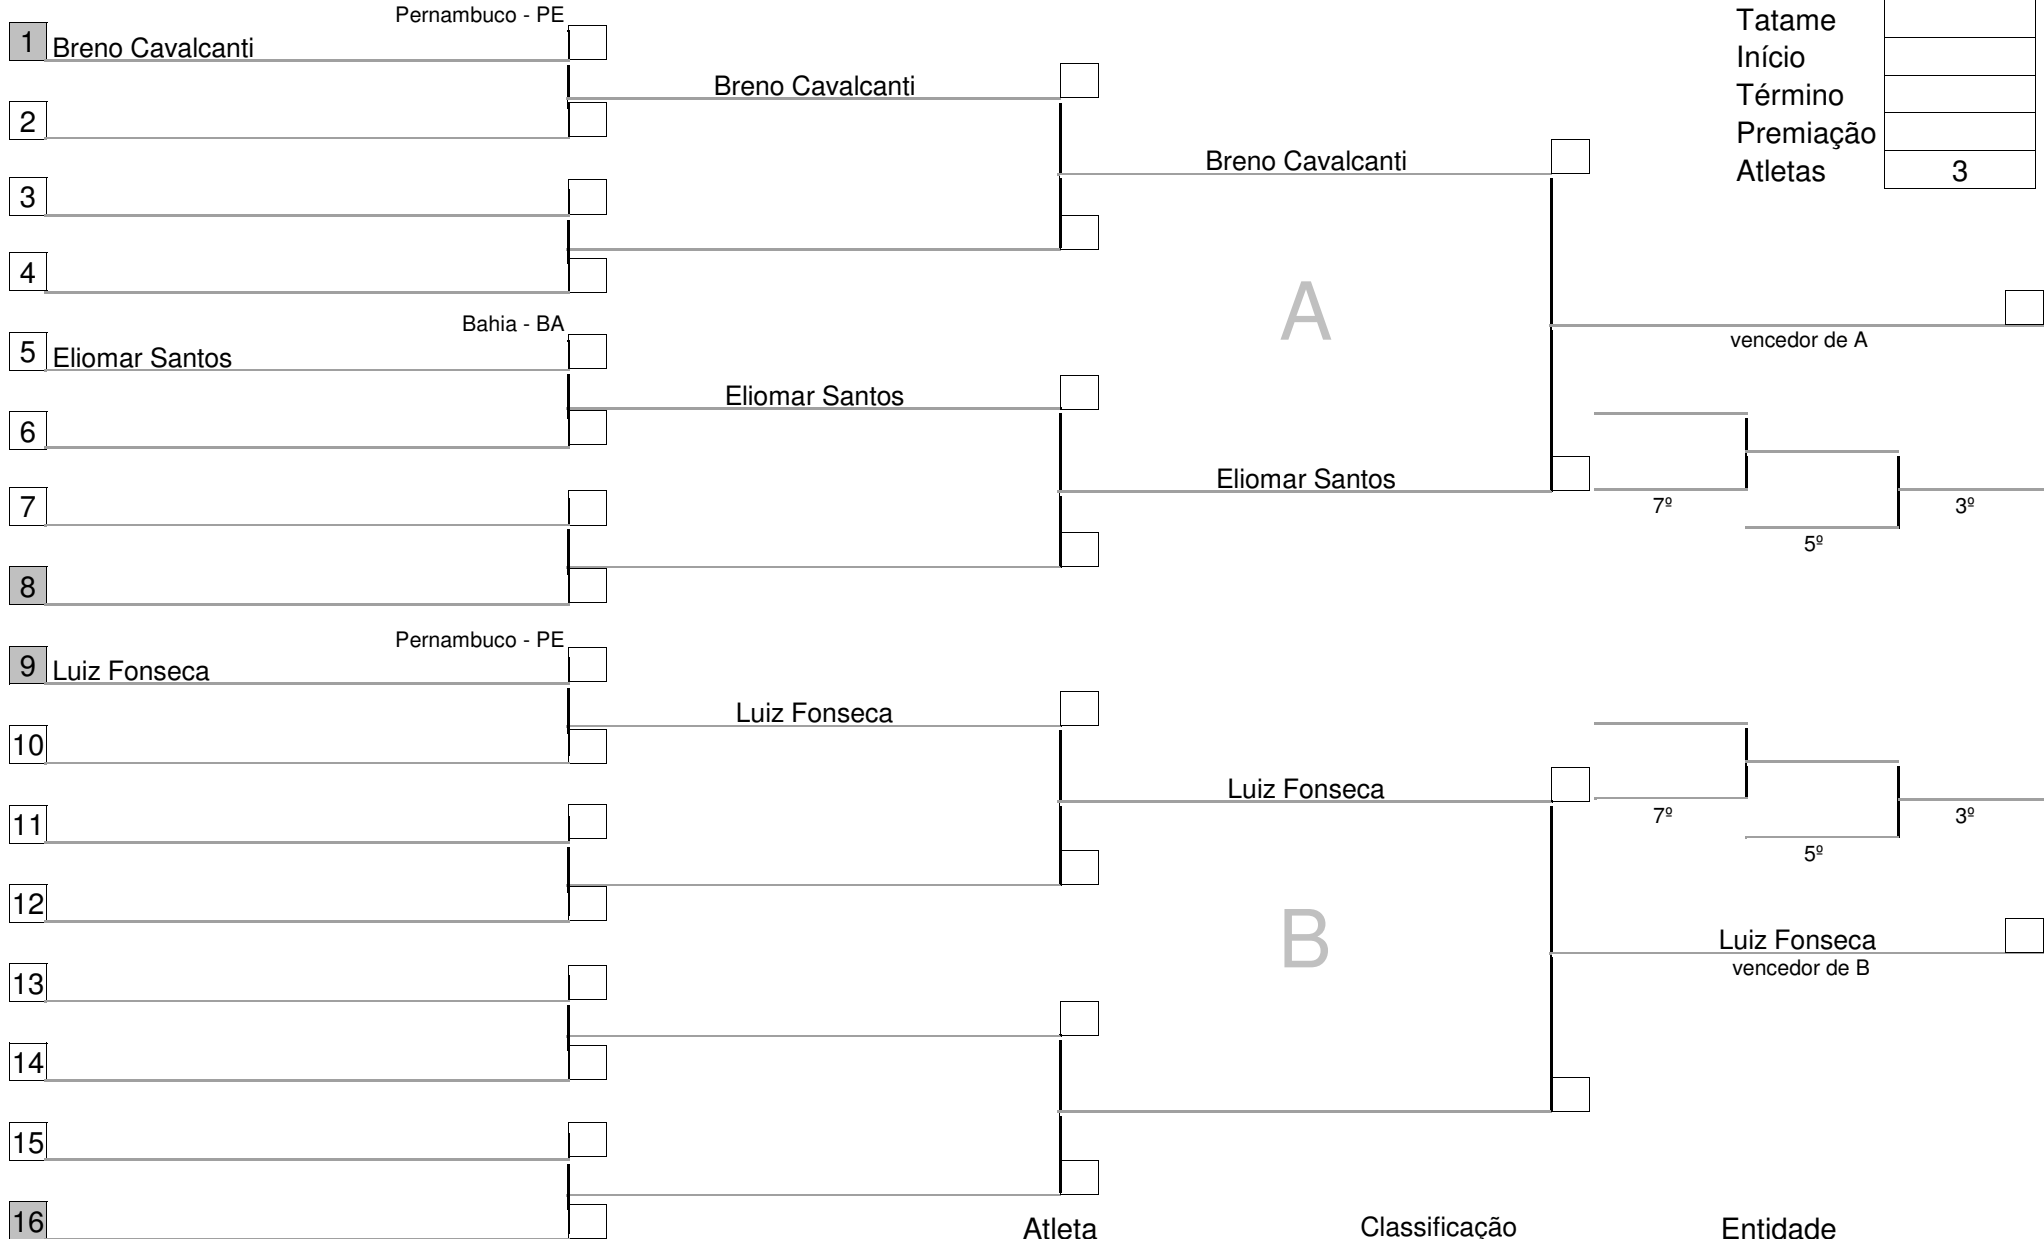 Pernambuco - PE
Tatame
1 Breno Cavalcanti
Início
Breno Cavalcanti
Término
2
Premiação
Breno Cavalcanti
Atletas 3
3
4
A
Bahia - BA
vencedor de A
5 Eliomar Santos
Eliomar Santos
6
Eliomar Santos
7
7º
3º
5º
8
Pernambuco - PE
9 Luiz Fonseca
Luiz Fonseca
10
Luiz Fonseca
7º
3º
11
5º
12
B
Luiz Fonseca
vencedor de B
13
14
15
16
Atleta Classificação Entidade